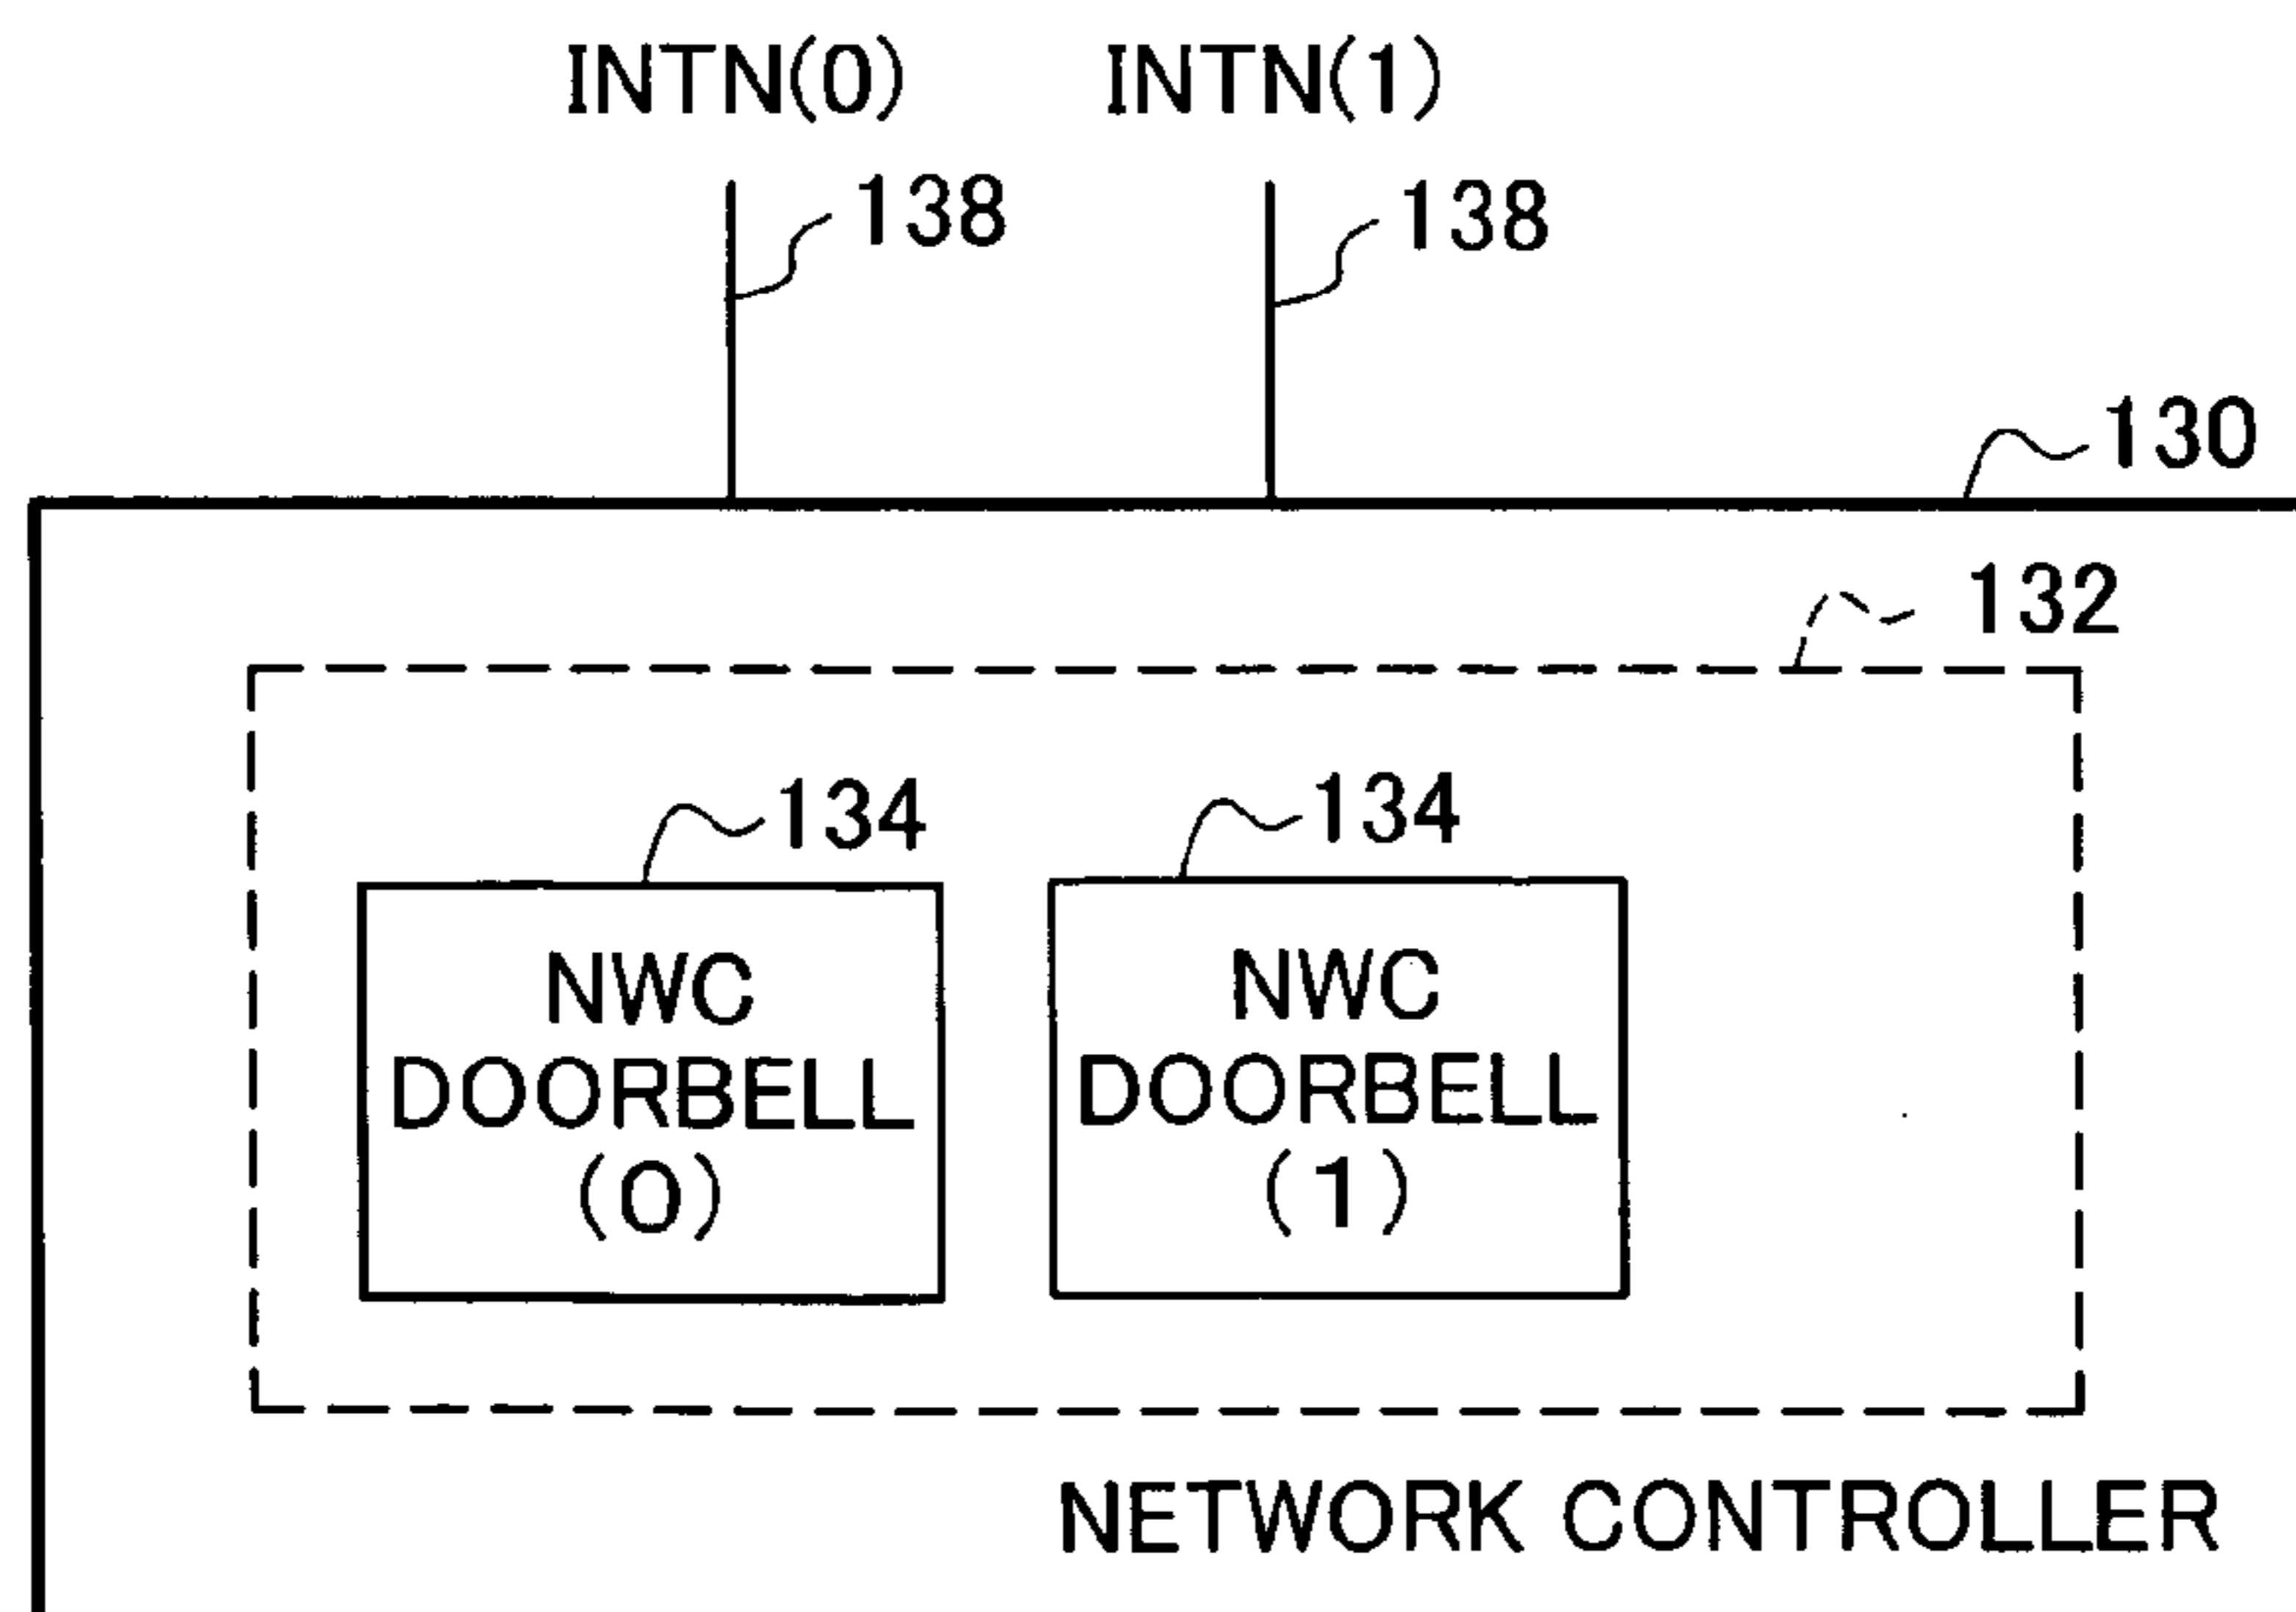 INTN(0) INTN(1)
138 138
130
132
134 134
NWC
DOORBELL
(0)
NWC
DOORBELL
(1)
NETWORK CONTROLLER